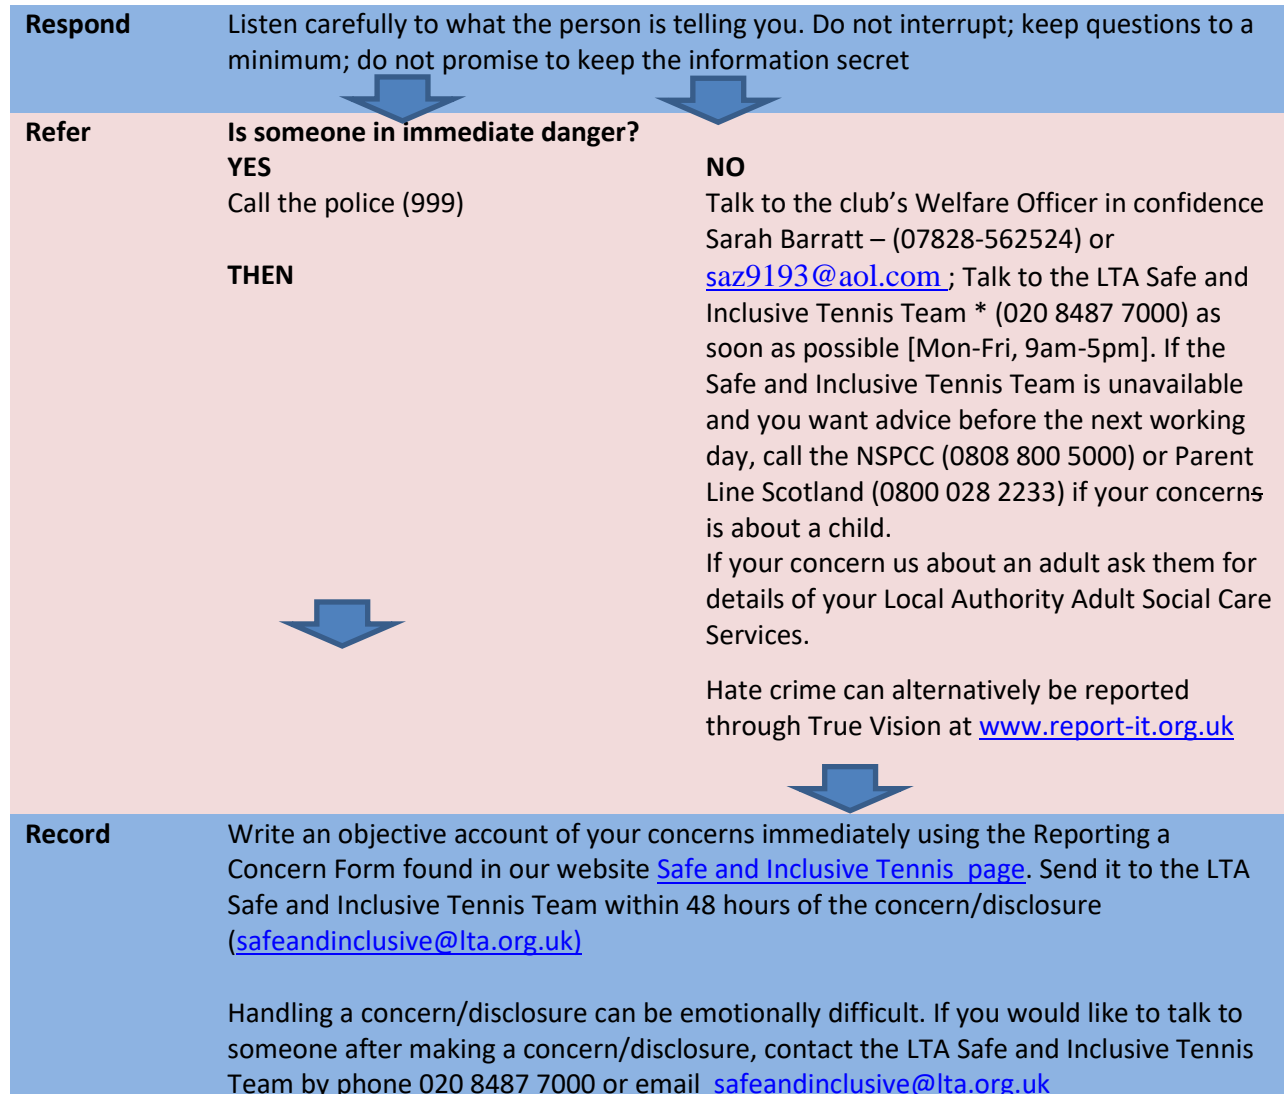 Respond
Listen carefully to what the person is telling you. Do not interrupt; keep questions to a
minimum; do not promise to keep the information secret
Refer
Is someone in immediate danger?
YES
Call the police (999)
THEN
NO
Talk to the club’s Welfare Officer in confidence
Sarah Barratt – (07828-562524) or
saz9193@aol.com ; Talk to the LTA Safe and
Inclusive Tennis Team * (020 8487 7000) as
soon as possible [Mon-Fri, 9am-5pm]. If the
Safe and Inclusive Tennis Team is unavailable
and you want advice before the next working
day, call the NSPCC (0808 800 5000) or Parent
Line Scotland (0800 028 2233) if your concerns
is about a child.
If your concern us about an adult ask them for
details of your Local Authority Adult Social Care
Services.
Hate crime can alternatively be reported
through True Vision at www.report-it.org.uk
Record
Write an objective account of your concerns immediately using the Reporting a
Concern Form found in our website Safe and Inclusive Tennis  page. Send it to the LTA
Safe and Inclusive Tennis Team within 48 hours of the concern/disclosure
(safeandinclusive@lta.org.uk)
Handling a concern/disclosure can be emotionally difficult. If you would like to talk to
someone after making a concern/disclosure, contact the LTA Safe and Inclusive Tennis
Team by phone 020 8487 7000 or email  safeandinclusive@lta.org.uk